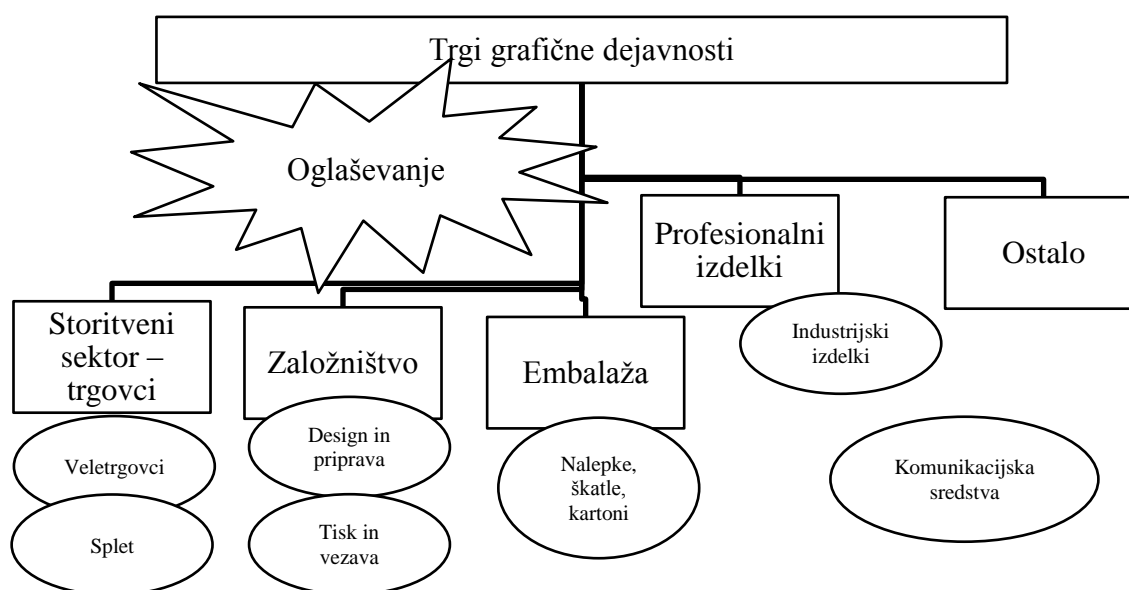 Trgi grafične dejavnosti
Oglaševanje
Profesionalni
izdelki
Ostalo
Storitveni
sektor –
trgovci
Založništvo
Embalaža
Industrijski
izdelki
Veletrgovci
Design in
priprava
Nalepke,
škatle,
kartoni
Komunikacijska
sredstva
Splet
Tisk in
vezava